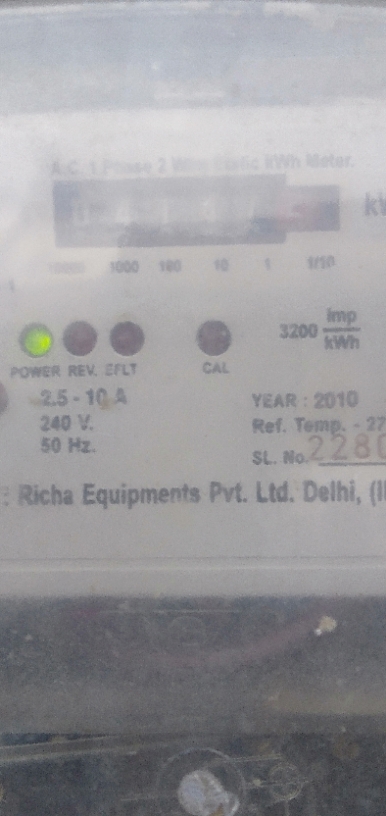 A.C. 1 Phase 2 Wire Static kWh Meter.
10000 1000 100 10 1 1/10
3200 Imp/kWh
POWER REV. EFLT CAL
2.5 - 10 A
240 V.
50 Hz.
YEAR : 2010
Ref. Temp. - 27
SL. No. 2280
: Richa Equipments Pvt. Ltd. Delhi,